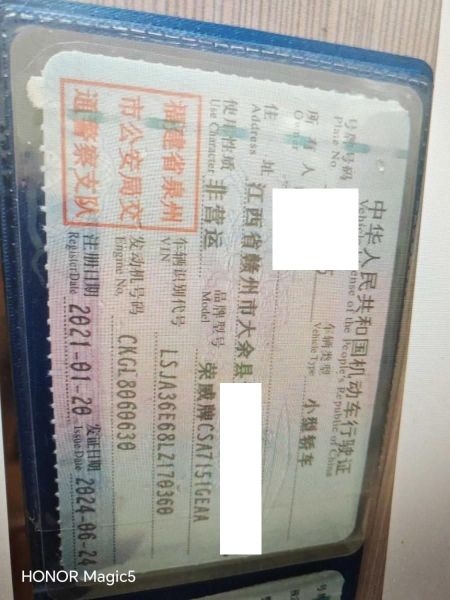 中华人民共和国机动车行驶证
Vehicle License of the People's Republic of China
号牌号码
Plate No.
车辆类型 小型轿车
Vehicle Type
所有人
Owner
住址 江西省赣州市大余县
Address
使用性质 非营运 品牌型号 荣威牌CSA7151GEAA
Use Character Model
福建省泉州
市公安局交
通警察支队
车辆识别代号
VIN
发动机号码 CKGL8060630
Engine No.
注册日期 2021-01-20 发证日期 2024-06-24
Register Date Issue Date
HONOR Magic5